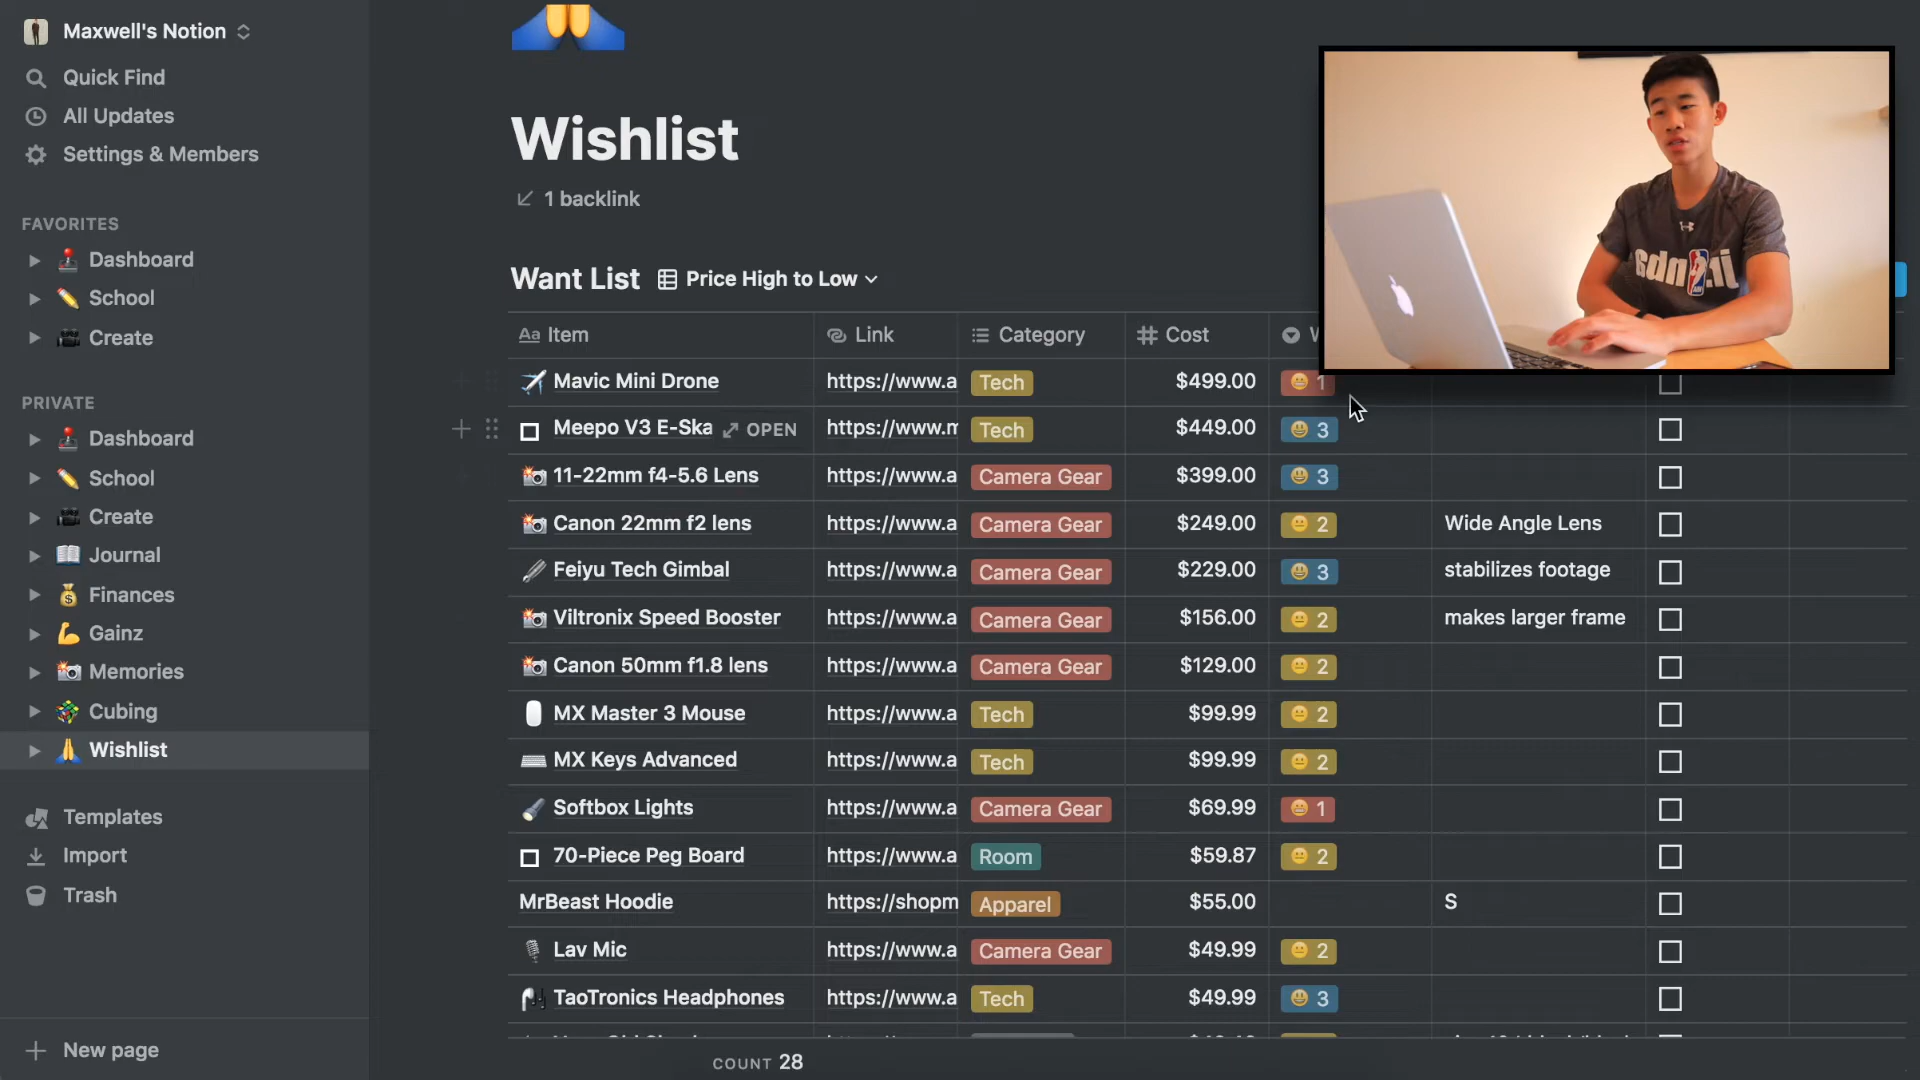 Maxwell's Notion
Quick Find
All Updates
Settings & Members
FAVORITES
Dashboard
School
Create
PRIVATE
Dashboard
School
Create
Journal
Finances
Gainz
Memories
Cubing
Wishlist
Templates
Import
Trash
New page
Wishlist
1 backlink
Want List Price High to Low
Aa Item Link Category # Cost
Mavic Mini Drone https://www.a Tech $499.00 1
Meepo V3 E-Ska OPEN https://www.m Tech $449.00 3
11-22mm f4-5.6 Lens https://www.a Camera Gear $399.00 3
Canon 22mm f2 lens https://www.a Camera Gear $249.00 2 Wide Angle Lens
Feiyu Tech Gimbal https://www.a Camera Gear $229.00 3 stabilizes footage
Viltronix Speed Booster https://www.a Camera Gear $156.00 2 makes larger frame
Canon 50mm f1.8 lens https://www.a Camera Gear $129.00 2
MX Master 3 Mouse https://www.a Tech $99.99 2
MX Keys Advanced https://www.a Tech $99.99 2
Softbox Lights https://www.a Camera Gear $69.99 1
70-Piece Peg Board https://www.a Room $59.87 2
MrBeast Hoodie https://shopm Apparel $55.00 S
Lav Mic https://www.a Camera Gear $49.99 2
TaoTronics Headphones https://www.a Tech $49.99 3
COUNT 28